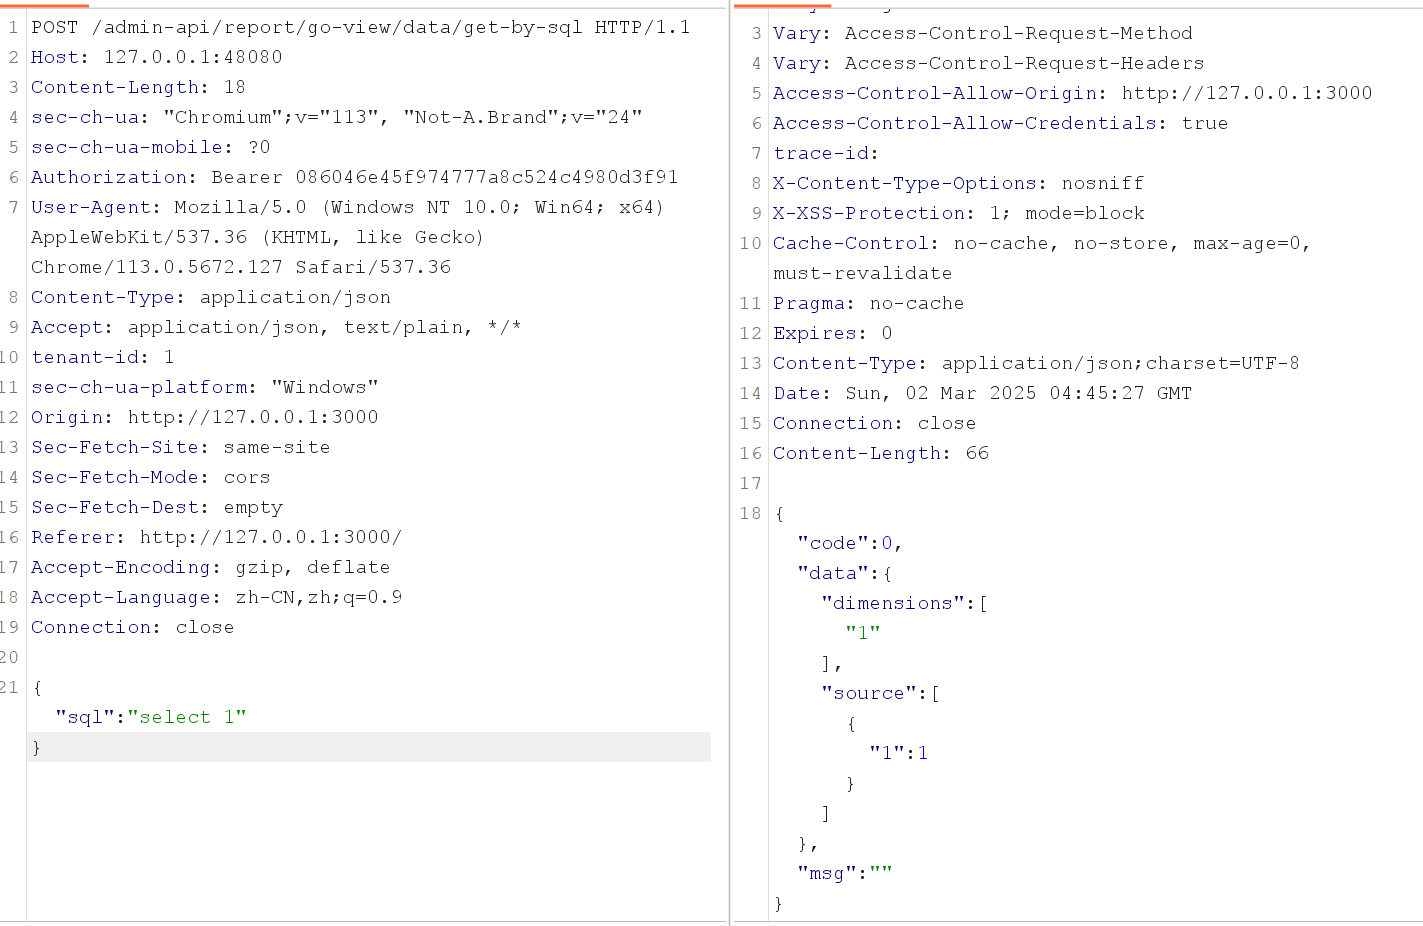 1 POST /admin-api/report/go-view/data/get-by-sql HTTP/1.1
2 Host: 127.0.0.1:48080
3 Content-Length: 18
4 sec-ch-ua: "Chromium";v="113", "Not-A.Brand";v="24"
5 sec-ch-ua-mobile: ?0
6 Authorization: Bearer 086046e45f974777a8c524c4980d3f91
7 User-Agent: Mozilla/5.0 (Windows NT 10.0; Win64; x64)
AppleWebKit/537.36 (KHTML, like Gecko)
Chrome/113.0.5672.127 Safari/537.36
8 Content-Type: application/json
9 Accept: application/json, text/plain, */*
10 tenant-id: 1
11 sec-ch-ua-platform: "Windows"
12 Origin: http://127.0.0.1:3000
13 Sec-Fetch-Site: same-site
14 Sec-Fetch-Mode: cors
15 Sec-Fetch-Dest: empty
16 Referer: http://127.0.0.1:3000/
17 Accept-Encoding: gzip, deflate
18 Accept-Language: zh-CN,zh;q=0.9
19 Connection: close
20
21 {
"sql":"select 1"
}
3 Vary: Access-Control-Request-Method
4 Vary: Access-Control-Request-Headers
5 Access-Control-Allow-Origin: http://127.0.0.1:3000
6 Access-Control-Allow-Credentials: true
7 trace-id:
8 X-Content-Type-Options: nosniff
9 X-XSS-Protection: 1; mode=block
10 Cache-Control: no-cache, no-store, max-age=0,
must-revalidate
11 Pragma: no-cache
12 Expires: 0
13 Content-Type: application/json;charset=UTF-8
14 Date: Sun, 02 Mar 2025 04:45:27 GMT
15 Connection: close
16 Content-Length: 66
17
18 {
"code":0,
"data":{
"dimensions":[
"1"
],
"source":[
{
"1":1
}
]
},
"msg":""
}